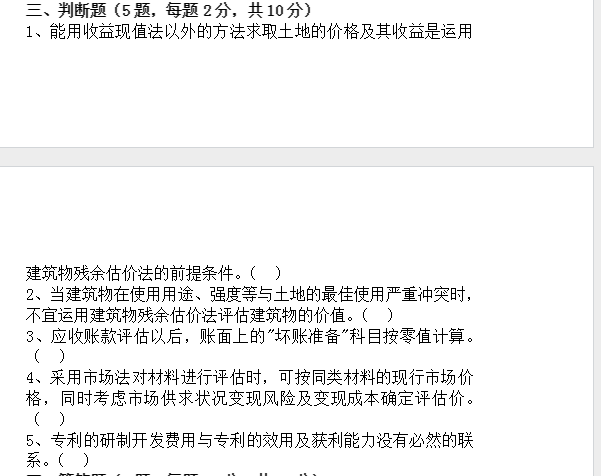 三、判断题（5题，每题2分，共10分）
1、能用收益现值法以外的方法求取土地的价格及其收益是运用
建筑物残余估价法的前提条件。（ ）
2、当建筑物在使用用途、强度等与土地的最佳使用严重冲突时，
不宜运用建筑物残余估价法评估建筑物的价值。（ ）
3、应收账款评估以后，账面上的"坏账准备"科目按零值计算。
（ ）
4、采用市场法对材料进行评估时，可按同类材料的现行市场价
格，同时考虑市场供求状况变现风险及变现成本确定评估价。
（ ）
5、专利的研制开发费用与专利的效用及获利能力没有必然的联
系。（ ）